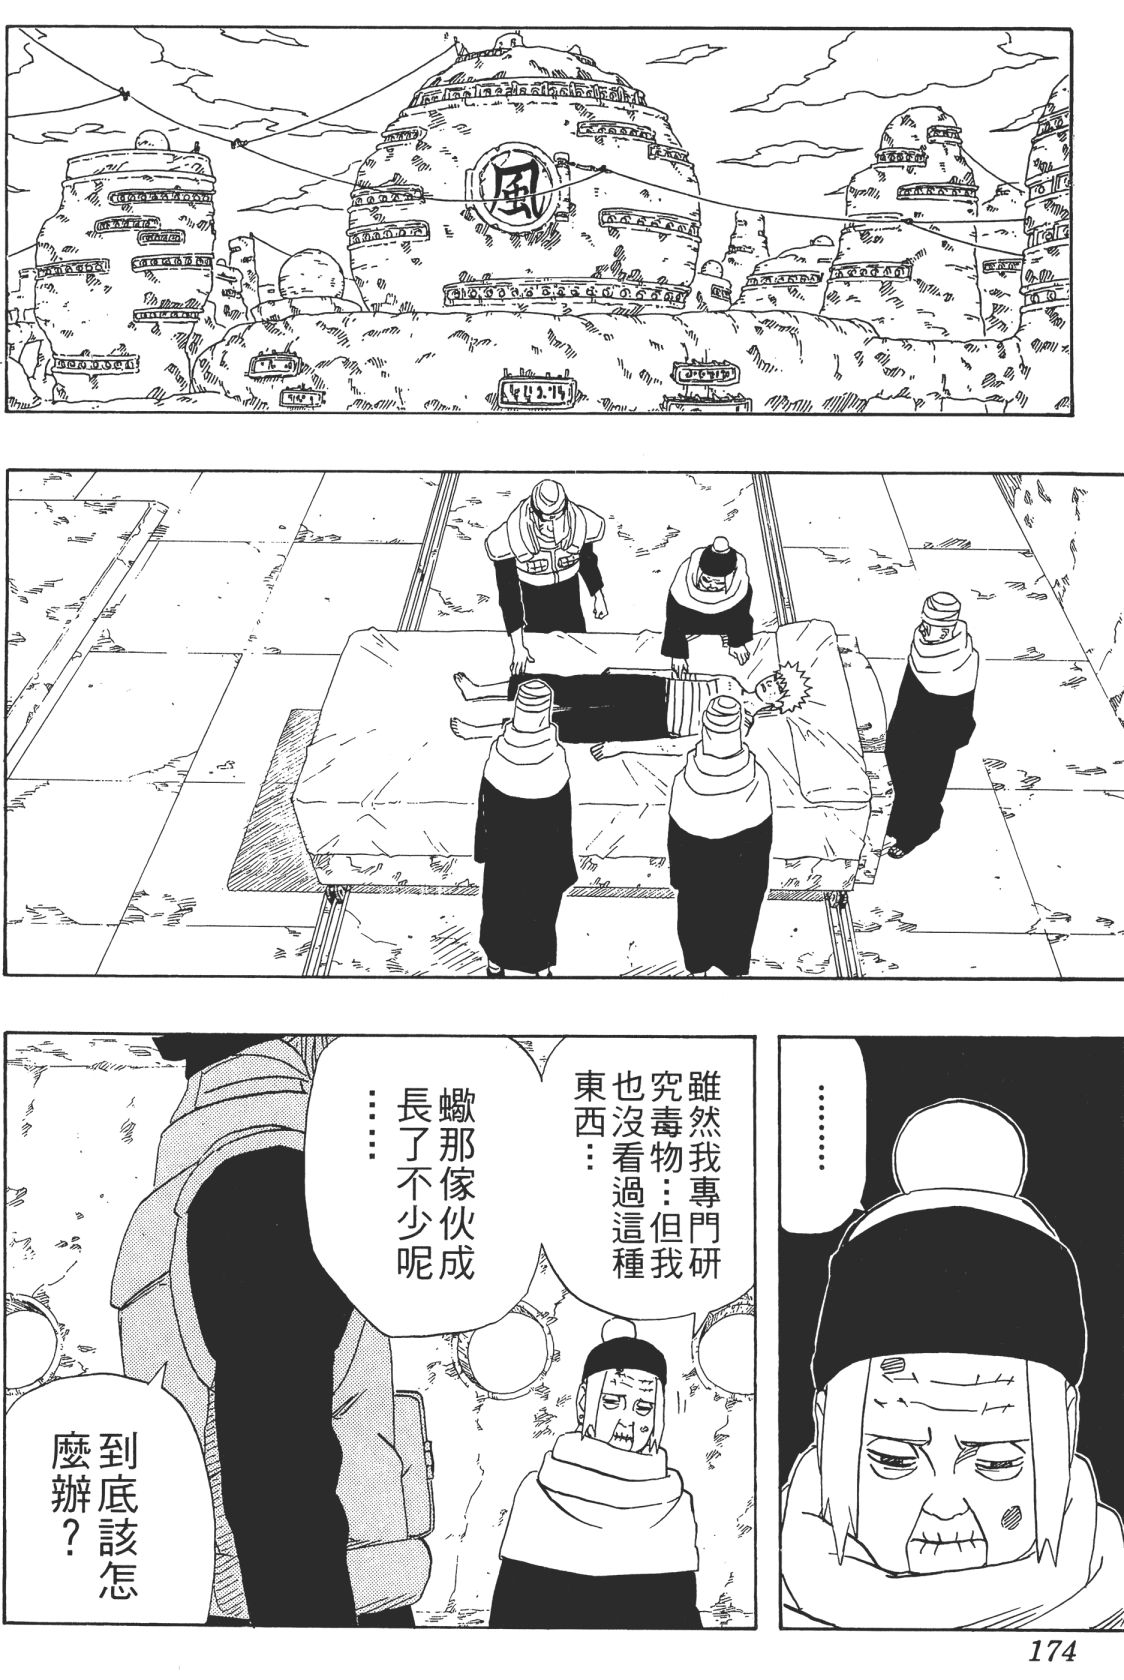 風
………
雖然我專門研
究毒物…但我
也沒看過這種
東西…
蠍那傢伙成
長了不少呢
……
到底該怎
麼辦？
174